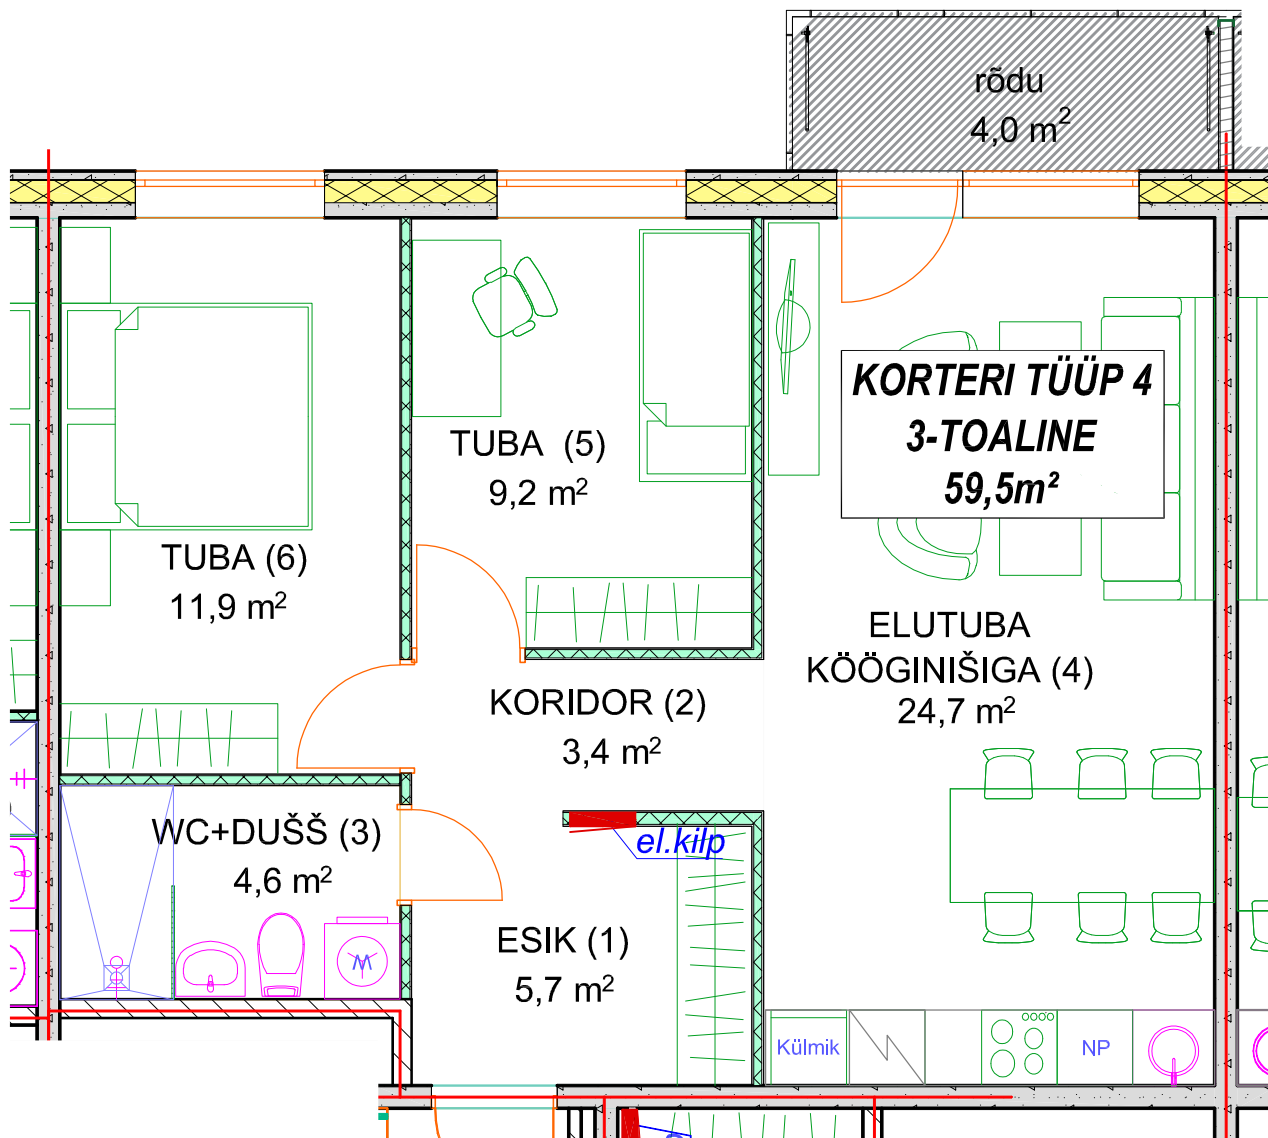 rõdu
4,0 m²
KORTERI TÜÜP 4
3-TOALINE
59,5m²
TUBA (5)
9,2 m²
TUBA (6)
11,9 m²
ELUTUBA
KÖÖGINIŠIGA (4)
24,7 m²
KORIDOR (2)
3,4 m²
WC+DUŠŠ (3)
4,6 m²
el.kilp
ESIK (1)
5,7 m²
M
Külmik
NP